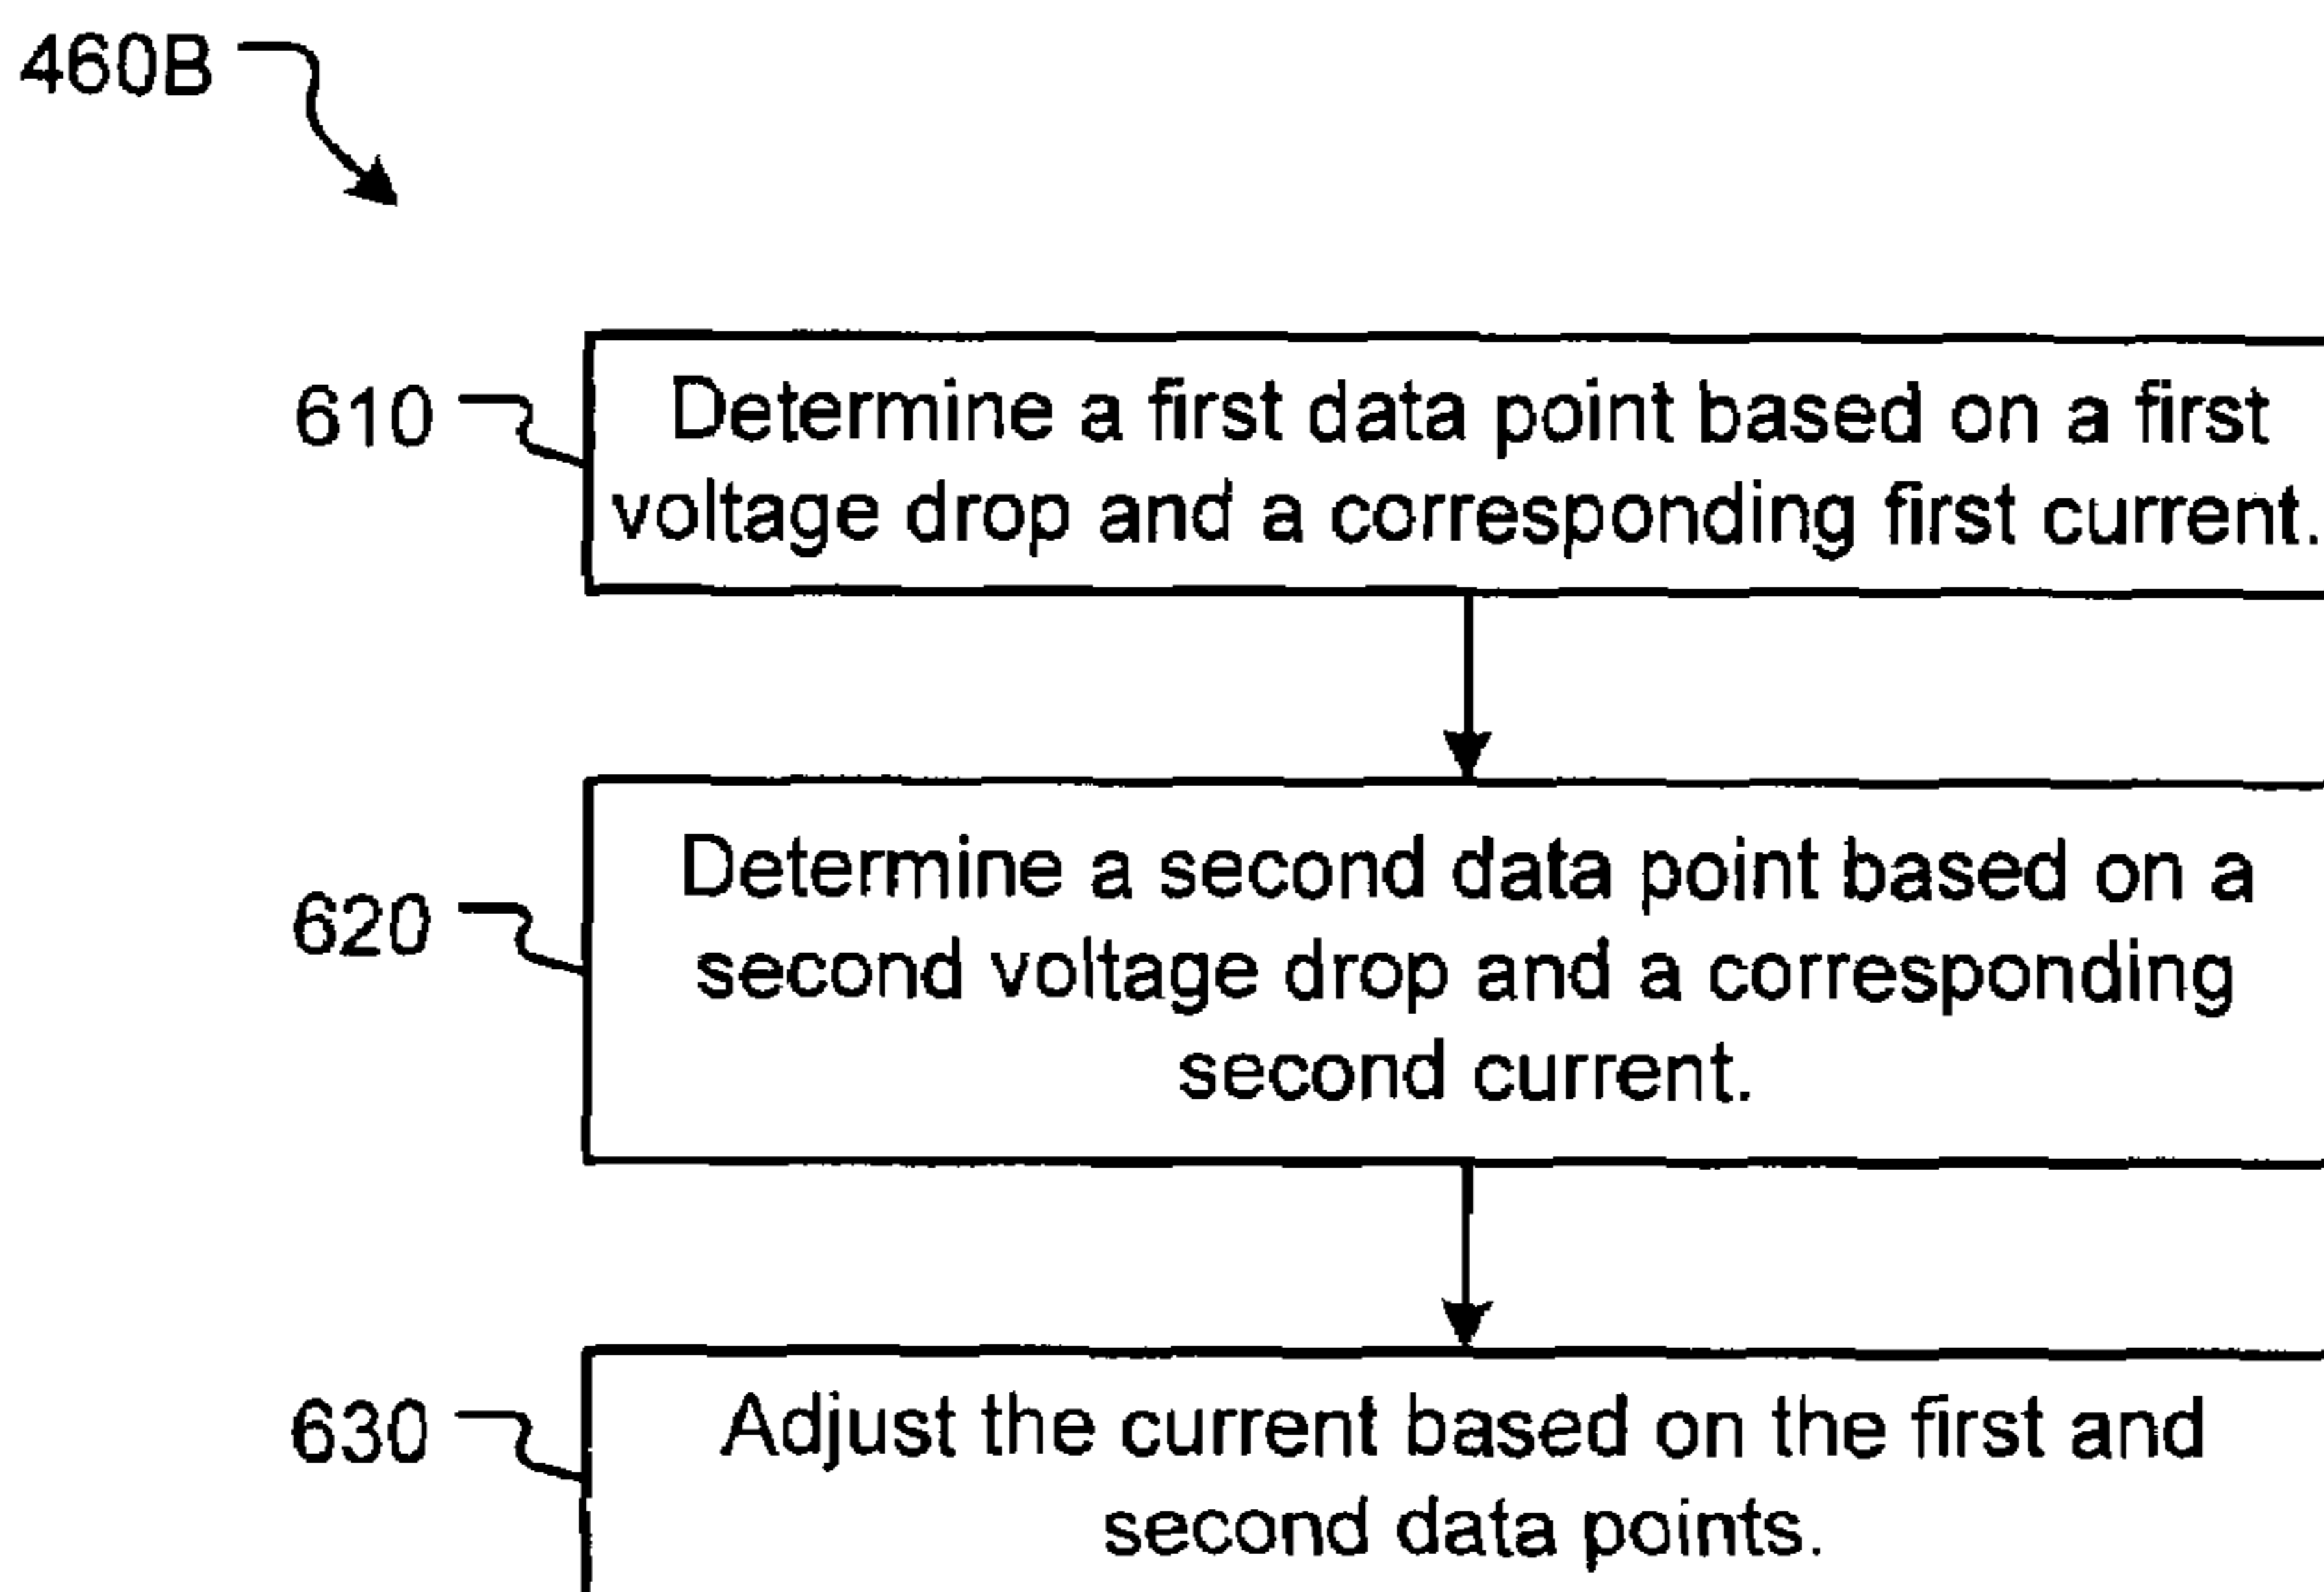 460B
610
Determine a first data point based on a first
voltage drop and a corresponding first current.
620
Determine a second data point based on a
second voltage drop and a corresponding
second current.
630
Adjust the current based on the first and
second data points.